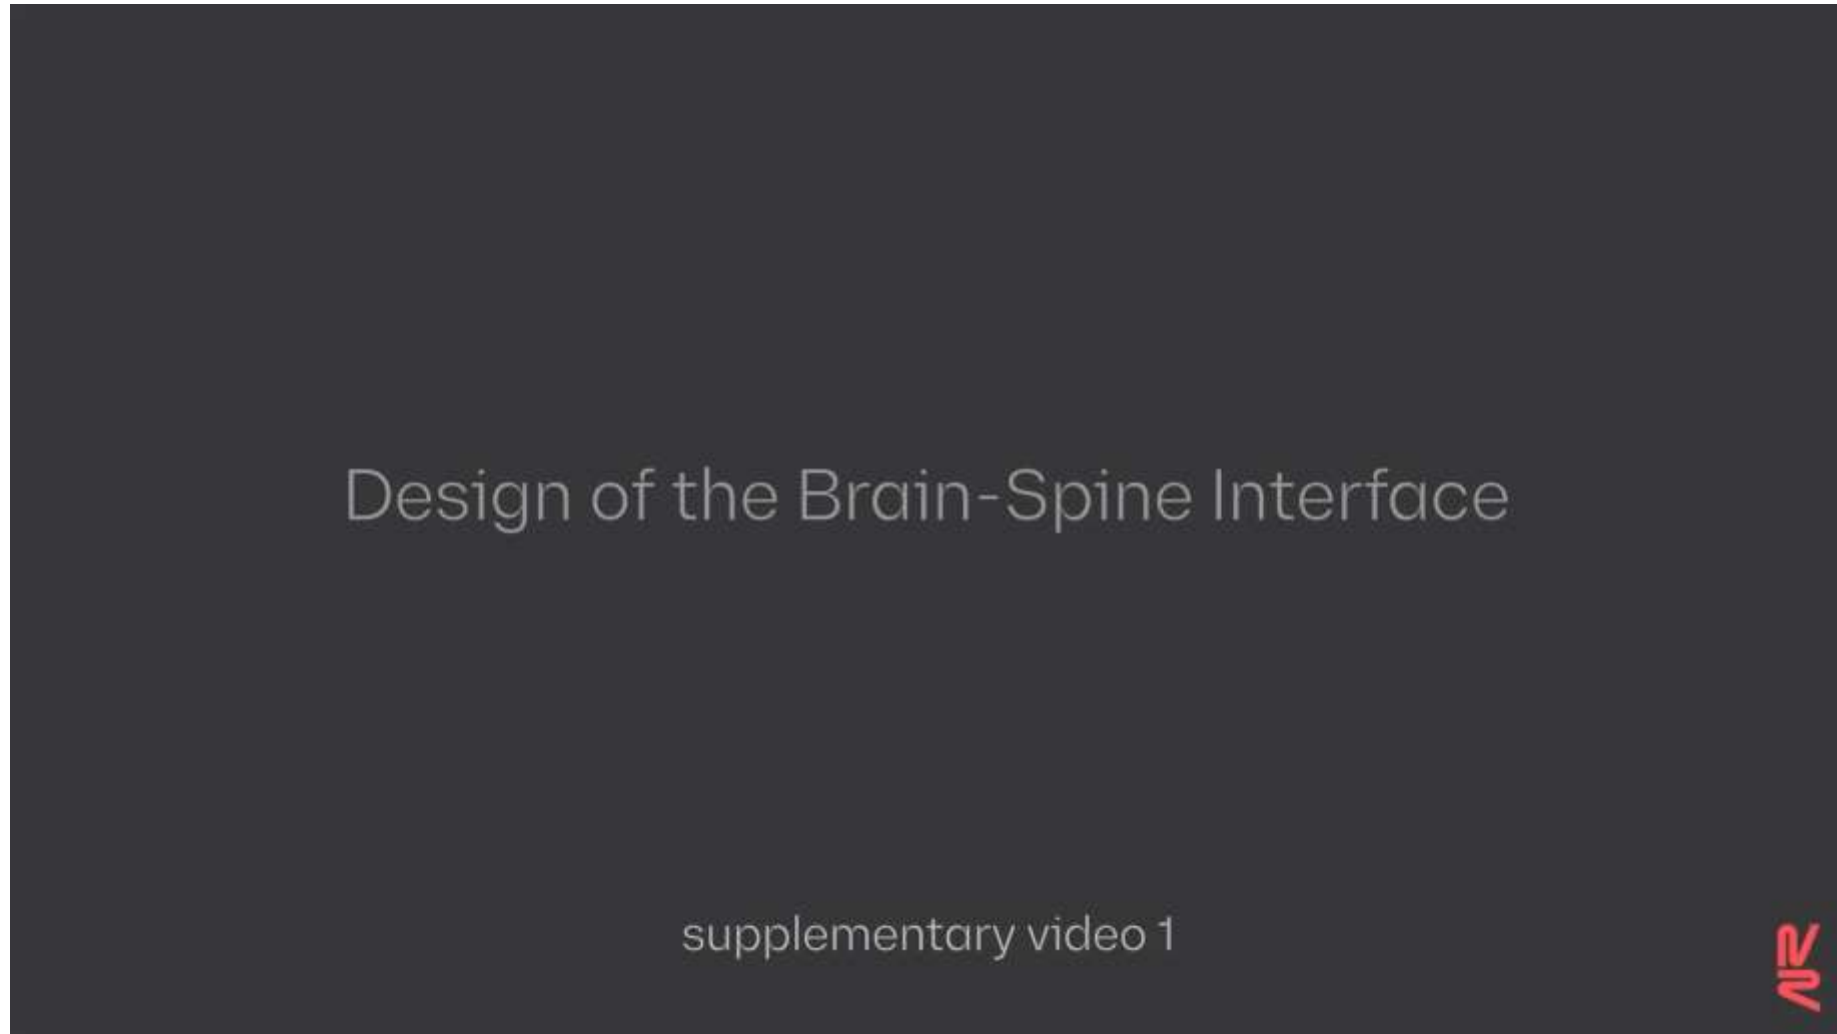 Design of the Brain-Spine Interface
supplementary video 1